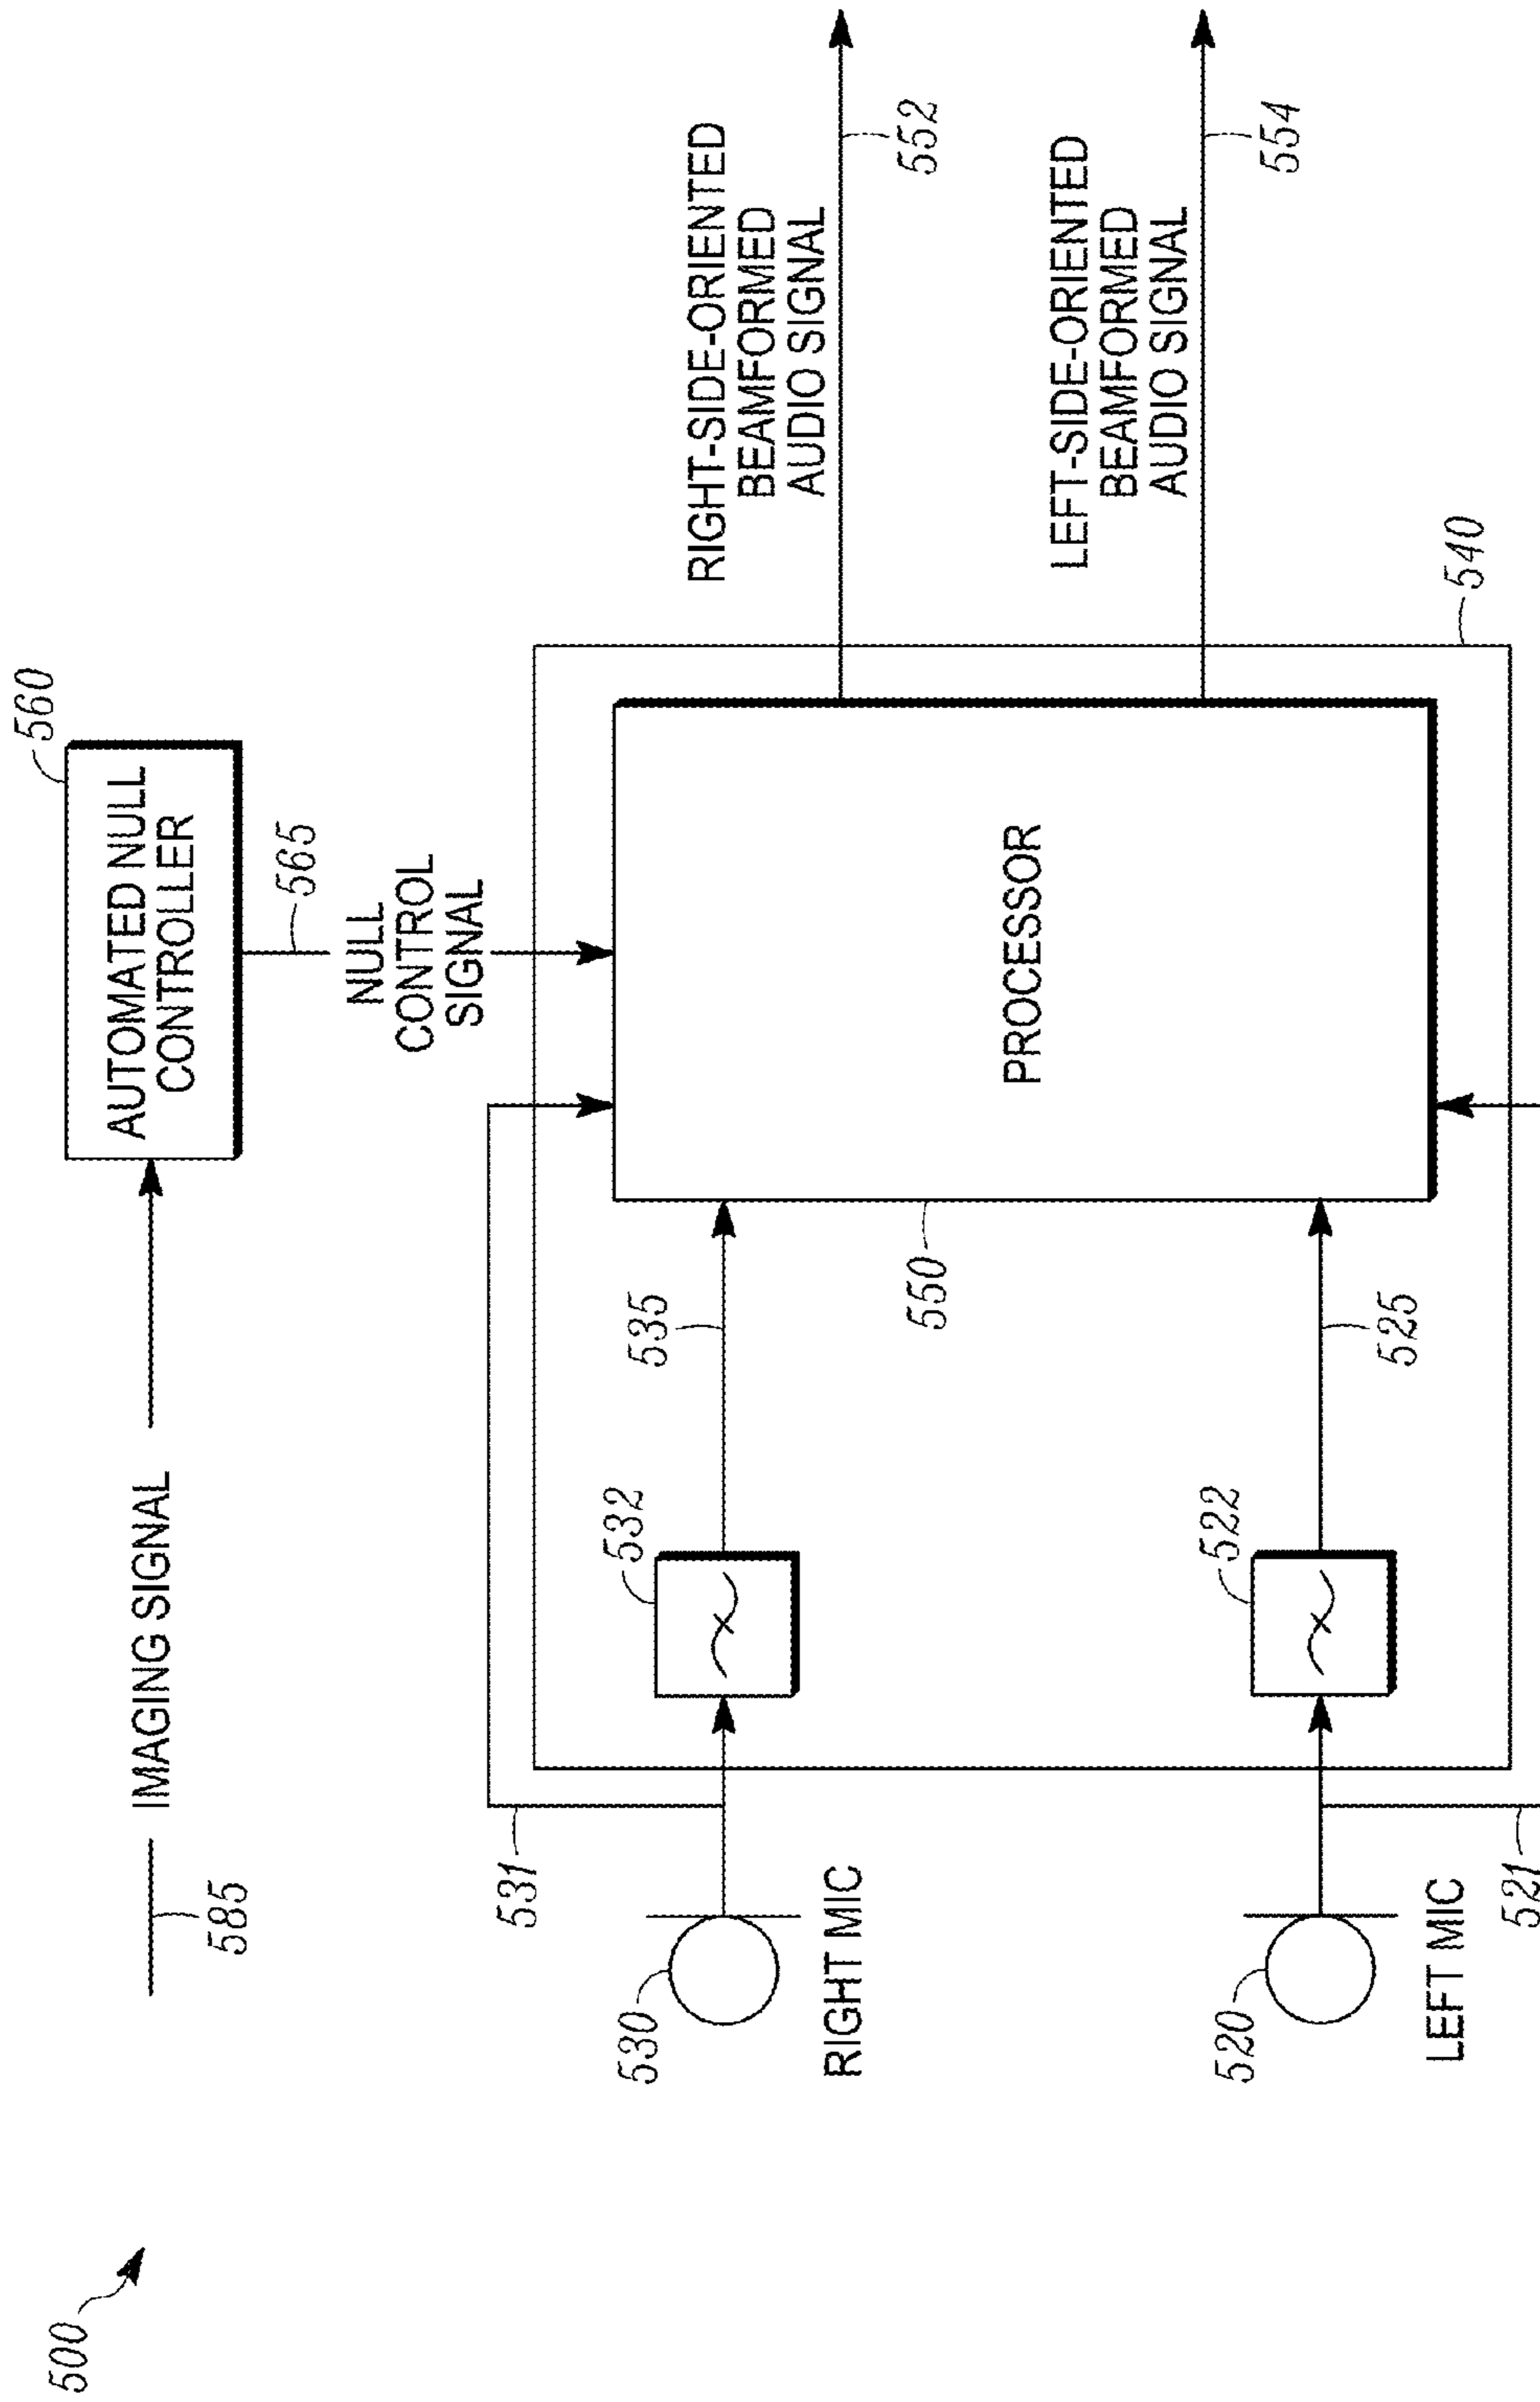 500
585
IMAGING SIGNAL
AUTOMATED NULL
CONTROLLER
560
565
NULL
CONTROL
SIGNAL
531
530
RIGHT MIC
532
535
550
PROCESSOR
RIGHT-SIDE-ORIENTED
BEAMFORMED
AUDIO SIGNAL
552
LEFT-SIDE-ORIENTED
BEAMFORMED
AUDIO SIGNAL
554
520
LEFT MIC
522
525
540
521